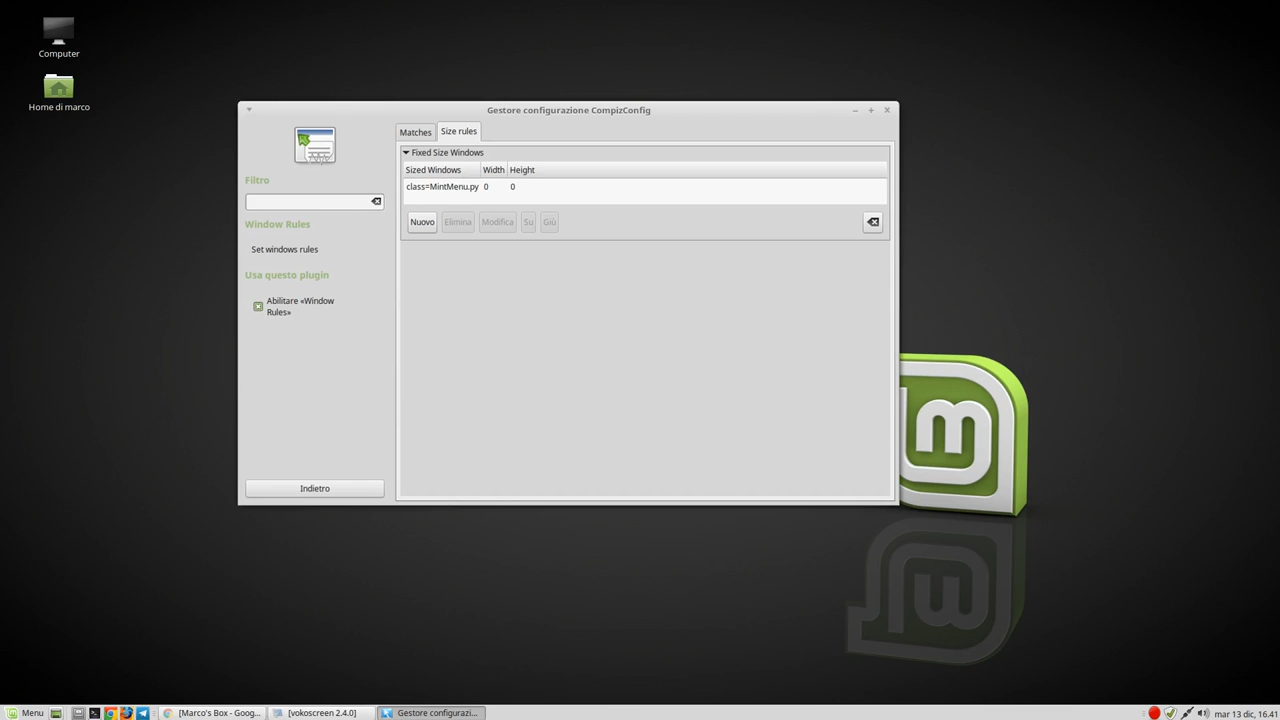 Computer
Home di marco
Gestore configurazione CompizConfig
Filtro
Window Rules
Set windows rules
Usa questo plugin
Abilitare «Window
Rules»
Indietro
Matches
Size rules
Fixed Size Windows
Sized Windows Width Height
class=MintMenu.py 0 0
Nuovo Elimina Modifica Su Giù
Menu
[Marco's Box - Goog...
[vokoscreen 2.4.0]
Gestore configurazi...
mar 13 dic, 16.41